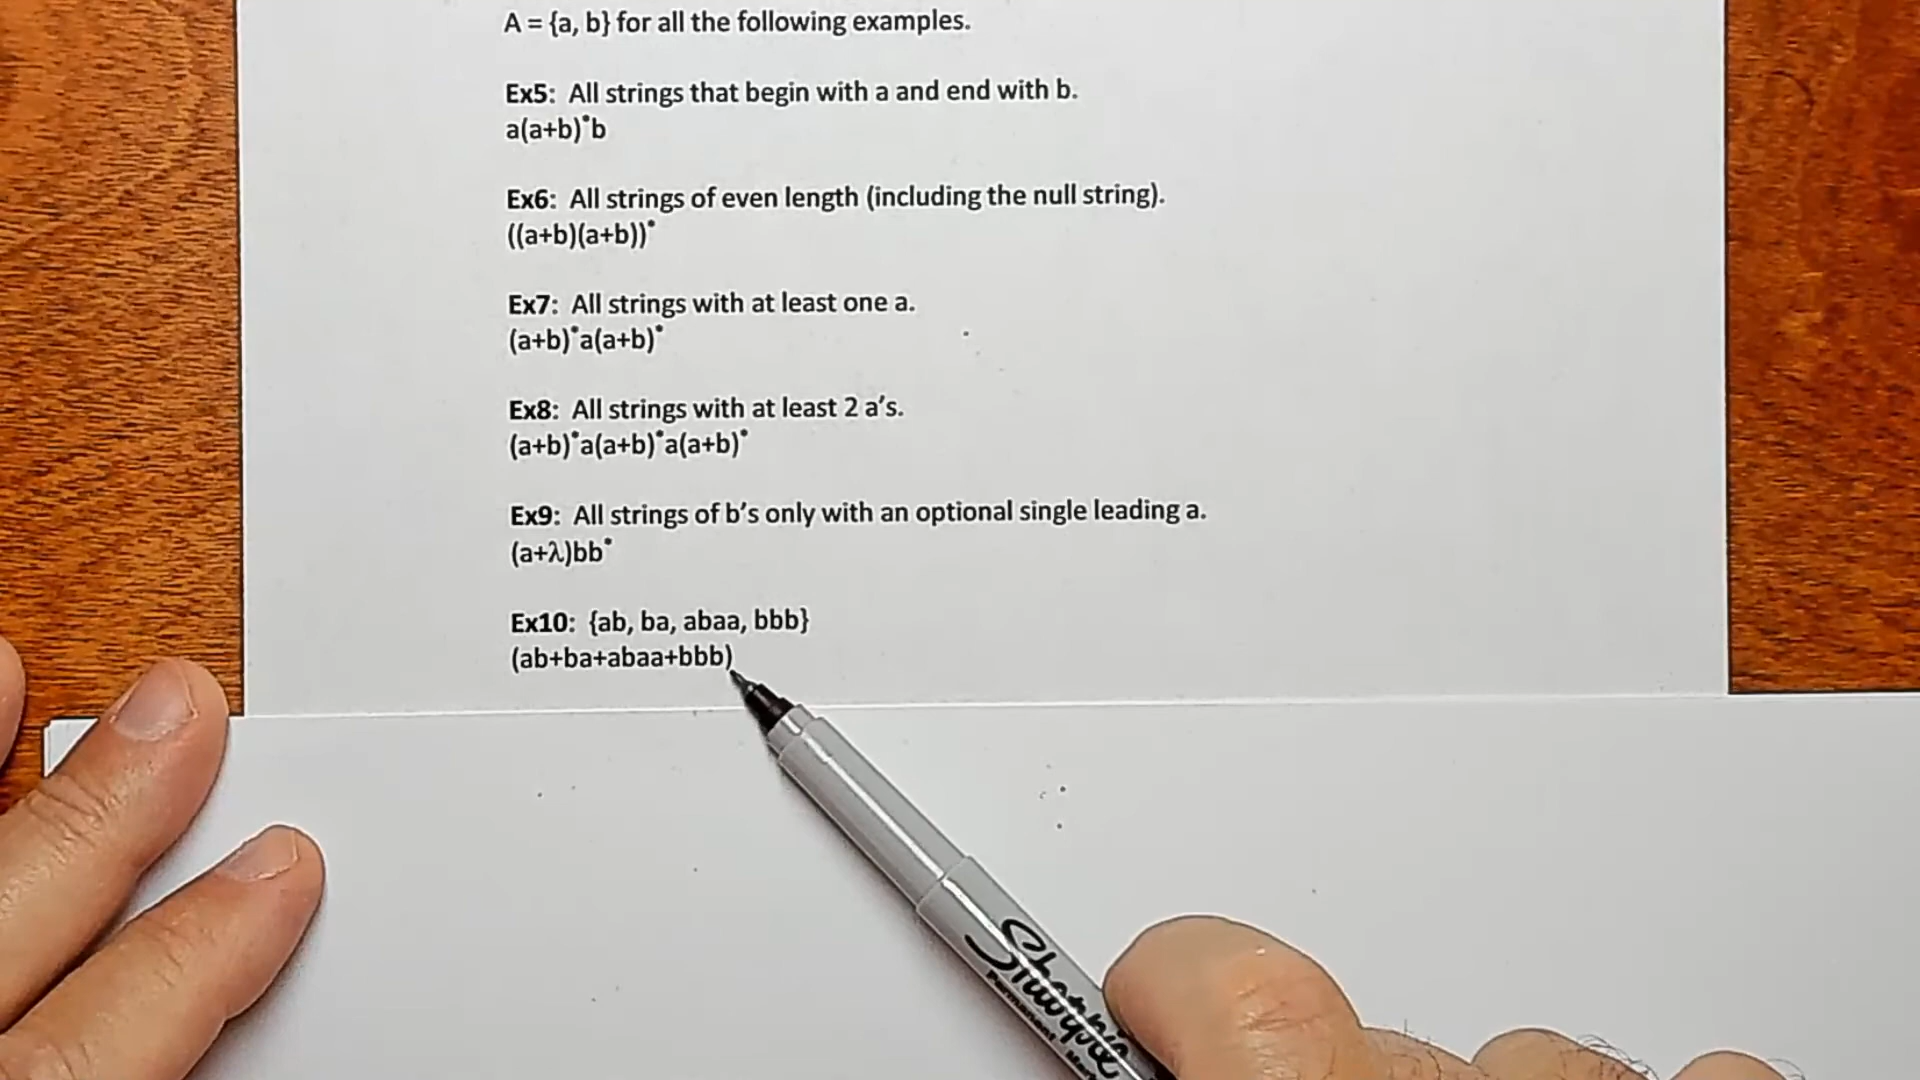 A = {a, b} for all the following examples.
Ex5: All strings that begin with a and end with b.
a(a+b)*b
Ex6: All strings of even length (including the null string).
((a+b)(a+b))*
Ex7: All strings with at least one a.
(a+b)*a(a+b)*
Ex8: All strings with at least 2 a's.
(a+b)*a(a+b)*a(a+b)*
Ex9: All strings of b's only with an optional single leading a.
(a+λ)bb*
Ex10: {ab, ba, abaa, bbb}
(ab+ba+abaa+bbb)
Sharpie
Permanent Marker